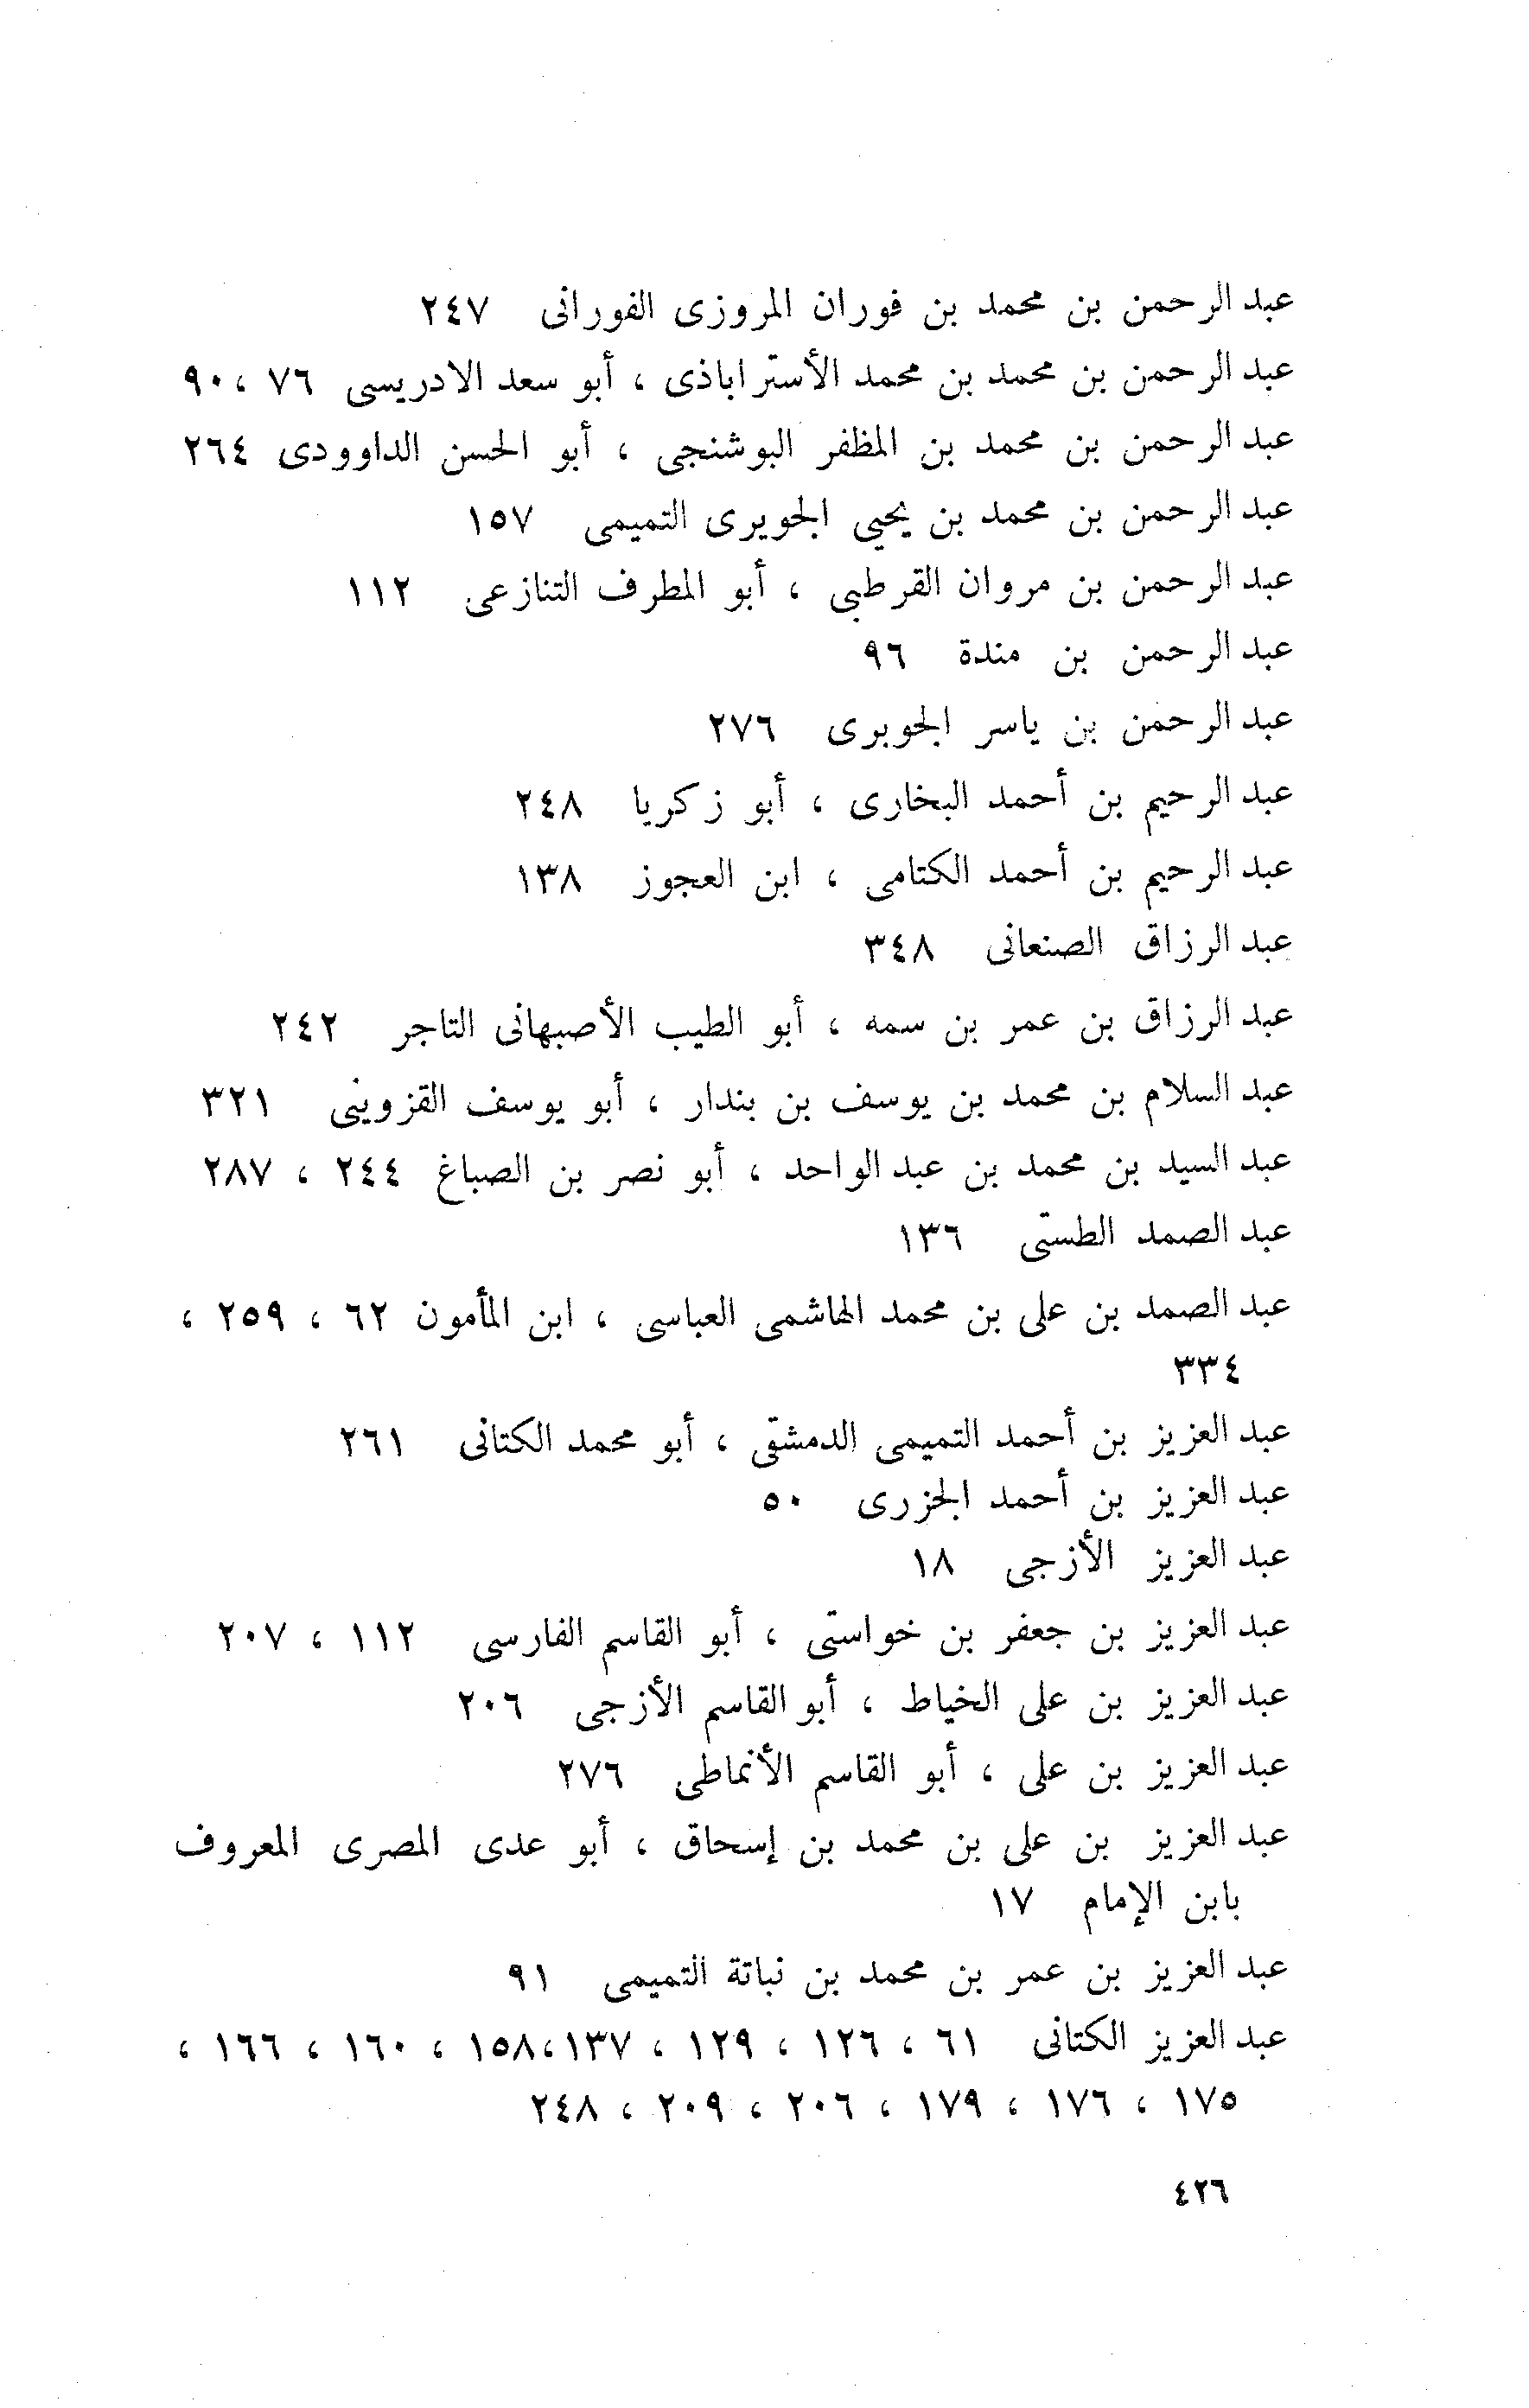 عبد الرحمن بن محمد بن فوران المروزى الفورانى ٢٤٧
عبد الرحمن بن محمد بن محمد الأستراباذى ، أبو سعد الادريسى ٧٦ ، ٩٠
عبد الرحمن بن محمد بن المظفر البوشنجى ، أبو الحسن الداوودى ٢٦٤
عبد الرحمن بن محمد بن يحيى الجويرى التميمى ١٥٧
عبد الرحمن بن مروان القرطبى ، أبو المطرف التنازعى ١١٢
عبد الرحمن بن مندة ٩٦
عبد الرحمن بن ياسر الجوبرى ٢٧٦
عبد الرحيم بن أحمد البخارى ، أبو زكريا ٢٤٨
عبد الرحيم بن أحمد الكتامى ، ابن العجوز ١٣٨
عبد الرزاق الصنعانى ٣٤٨
عبد الرزاق بن عمر بن سمه ، أبو الطيب الأصبهانى التاجر ٢٤٢
عبد السلام بن محمد بن يوسف بن بندار ، أبو يوسف القزوينى ٣٢١
عبد السيد بن محمد بن عبد الواحد ، أبو نصر بن الصباغ ٢٤٤ ، ٢٨٧
عبد الصمد الطستى ١٣٦
عبد الصمد بن على بن محمد الهاشمى العباسى ، ابن المأمون ٦٢ ، ٢٥٩ ،
٣٣٤
عبد العزيز بن أحمد التميمى الدمشقى ، أبو محمد الكتانى ٢٦١
عبد العزيز بن أحمد الجزرى ٥٠
عبد العزيز الأزجى ١٨
عبد العزيز بن جعفر بن خواستى ، أبو القاسم الفارسى ١١٢ ، ٢٠٧
عبد العزيز بن على الخياط ، أبو القاسم الأزجى ٢٠٦
عبد العزيز بن على ، أبو القاسم الأنماطى ٢٧٦
عبد العزيز بن على بن محمد بن إسحاق ، أبو عدى المصرى المعروف
بابن الإمام ١٧
عبد العزيز بن عمر بن محمد بن نباتة التميمى ٩١
عبد العزيز الكتانى ٦١ ، ١٢٦ ، ١٢٩ ، ١٣٧،١٥٨ ، ١٦٠ ، ١٦٦ ،
١٧٥ ، ١٧٦ ، ١٧٩ ، ٢٠٦ ، ٢٠٩ ، ٢٤٨
٤٢٦